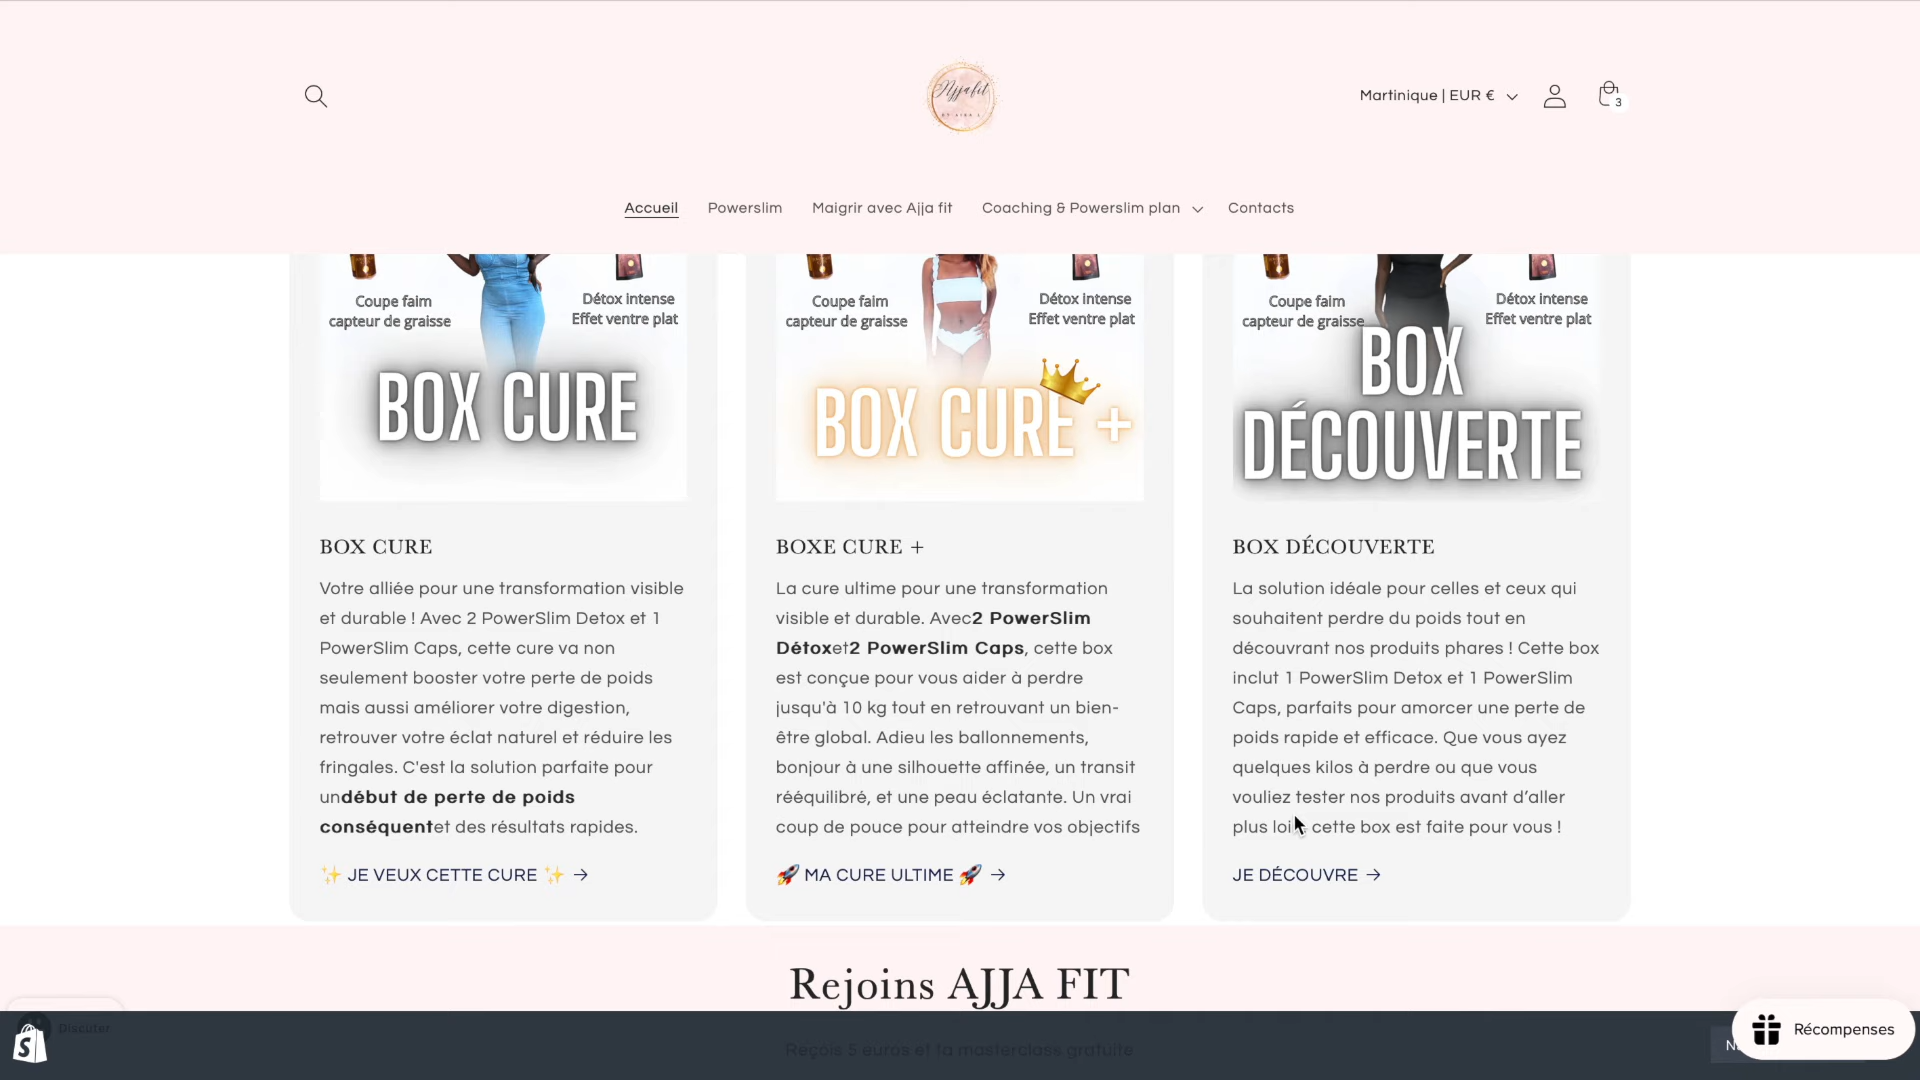 Ajjafit
Martinique | EUR €
3
Accueil
Powerslim
Maigrir avec Ajja fit
Coaching & Powerslim plan
Contacts
Coupe faim
capteur de graisse
Détox intense
Effet ventre plat
BOX CURE
Coupe faim
capteur de graisse
Détox intense
Effet ventre plat
BOX CURE +
Coupe faim
capteur de graisse
Détox intense
Effet ventre plat
BOX
DÉCOUVERTE
BOX CURE
Votre alliée pour une transformation visible
et durable ! Avec 2 PowerSlim Detox et 1
PowerSlim Caps, cette cure va non
seulement booster votre perte de poids
mais aussi améliorer votre digestion,
retrouver votre éclat naturel et réduire les
fringales. C'est la solution parfaite pour
undébut de perte de poids
conséquentet des résultats rapides.
✨ JE VEUX CETTE CURE ✨ →
BOXE CURE +
La cure ultime pour une transformation
visible et durable. Avec2 PowerSlim
Détoxet2 PowerSlim Caps, cette box
est conçue pour vous aider à perdre
jusqu'à 10 kg tout en retrouvant un bien-
être global. Adieu les ballonnements,
bonjour à une silhouette affinée, un transit
rééquilibré, et une peau éclatante. Un vrai
coup de pouce pour atteindre vos objectifs
🚀 MA CURE ULTIME 🚀 →
BOX DÉCOUVERTE
La solution idéale pour celles et ceux qui
souhaitent perdre du poids tout en
découvrant nos produits phares ! Cette box
inclut 1 PowerSlim Detox et 1 PowerSlim
Caps, parfaits pour amorcer une perte de
poids rapide et efficace. Que vous ayez
quelques kilos à perdre ou que vous
vouliez tester nos produits avant d’aller
plus loin cette box est faite pour vous !
JE DÉCOUVRE →
Rejoins AJJA FIT
Discuter
Reçois 5 euros et ta masterclass gratuite
Récompenses